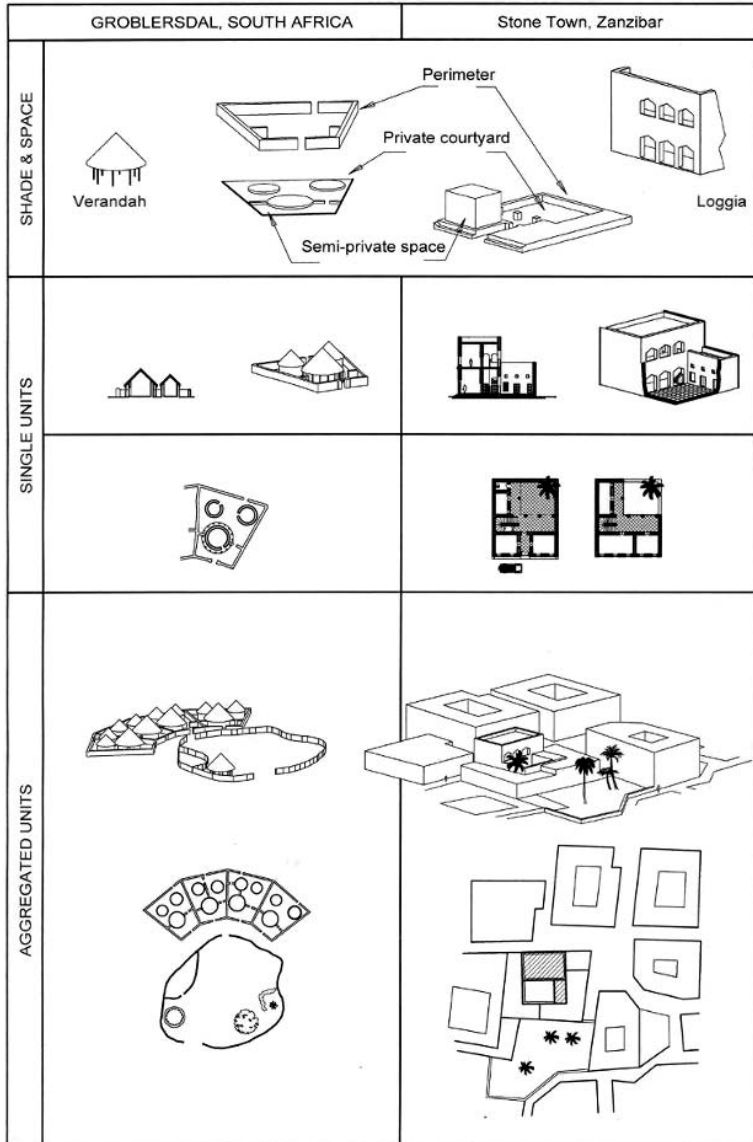 GROBLERSDAL, SOUTH AFRICA
Stone Town, Zanzibar
SHADE & SPACE
Perimeter
Private courtyard
Verandah
Loggia
Semi-private space
SINGLE UNITS
AGGREGATED UNITS